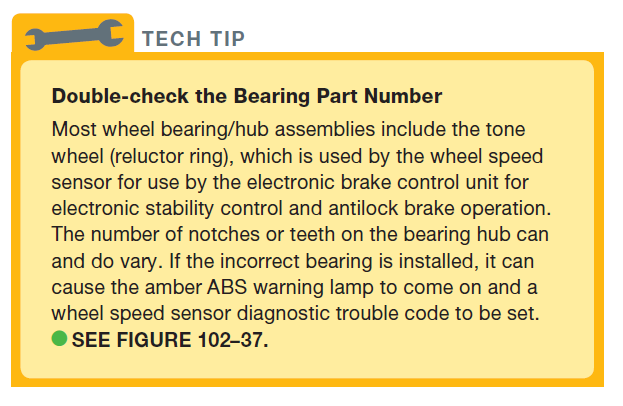 TECH TIP
Double-check the Bearing Part Number
Most wheel bearing/hub assemblies include the tone
wheel (reluctor ring), which is used by the wheel speed
sensor for use by the electronic brake control unit for
electronic stability control and antilock brake operation.
The number of notches or teeth on the bearing hub can
and do vary. If the incorrect bearing is installed, it can
cause the amber ABS warning lamp to come on and a
wheel speed sensor diagnostic trouble code to be set.
SEE FIGURE 102–37.